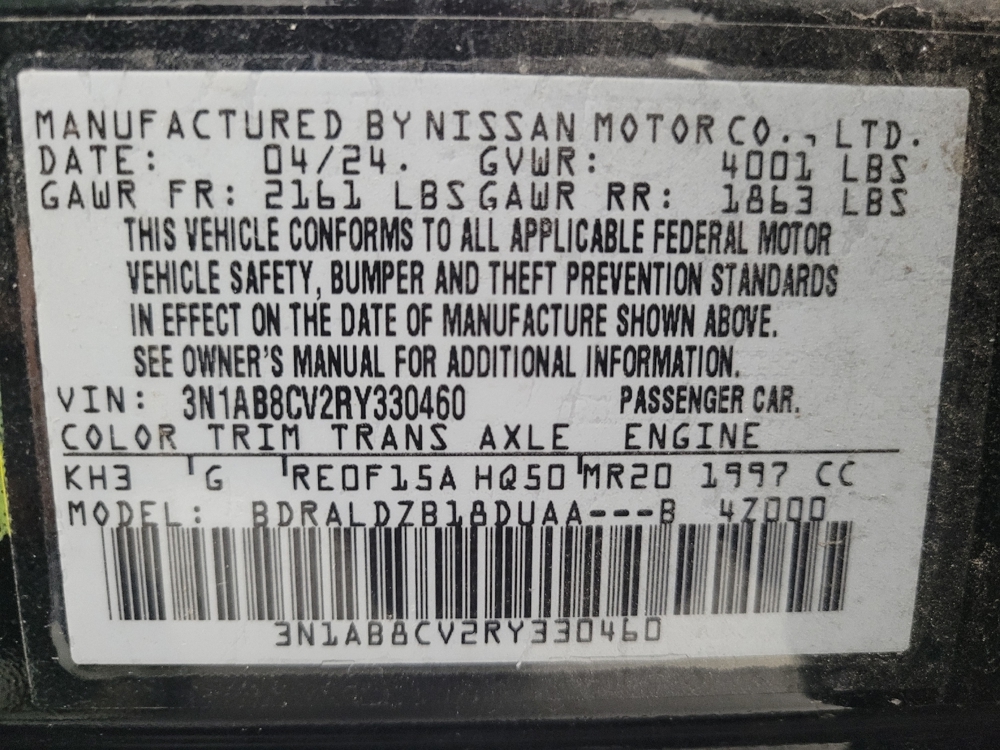 MANUFACTURED BY NISSAN MOTOR CO., LTD.
DATE: 04/24. GVWR: 4001 LBS
GAWR FR: 2161 LBS GAWR RR: 1863 LBS
THIS VEHICLE CONFORMS TO ALL APPLICABLE FEDERAL MOTOR
VEHICLE SAFETY, BUMPER AND THEFT PREVENTION STANDARDS
IN EFFECT ON THE DATE OF MANUFACTURE SHOWN ABOVE.
SEE OWNER'S MANUAL FOR ADDITIONAL INFORMATION.
VIN: 3N1AB8CV2RY330460 PASSENGER CAR.
COLOR TRIM TRANS AXLE ENGINE
KH3 G RE0F15A HQ50 MR20 1997 CC
MODEL: BDRALDZB18DUAA---B 4Z000
3N1AB8CV2RY330460